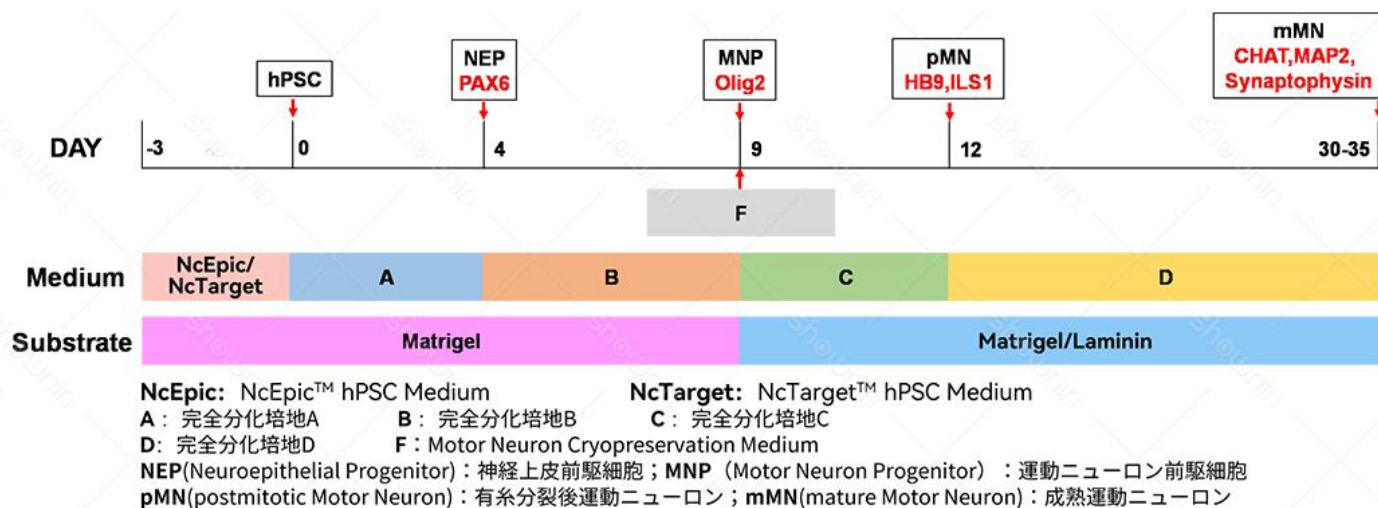 hPSC
NEP
PAX6
MNP
Olig2
pMN
HB9,ILS1
mMN
CHAT,MAP2,
Synaptophysin
DAY -3 0 4 9 12 30-35
F
Medium NcEpic/
NcTarget A B C D
Substrate Matrigel Matrigel/Laminin
NcEpic: NcEpic™ hPSC Medium NcTarget: NcTarget™ hPSC Medium
A：完全分化培地A B：完全分化培地B C：完全分化培地C
D：完全分化培地D F：Motor Neuron Cryopreservation Medium
NEP(Neuroepithelial Progenitor)：神経上皮前駆細胞；MNP（Motor Neuron Progenitor）：運動ニューロン前駆細胞
pMN(postmitotic Motor Neuron)：有糸分裂後運動ニューロン；mMN(mature Motor Neuron)：成熟運動ニューロン